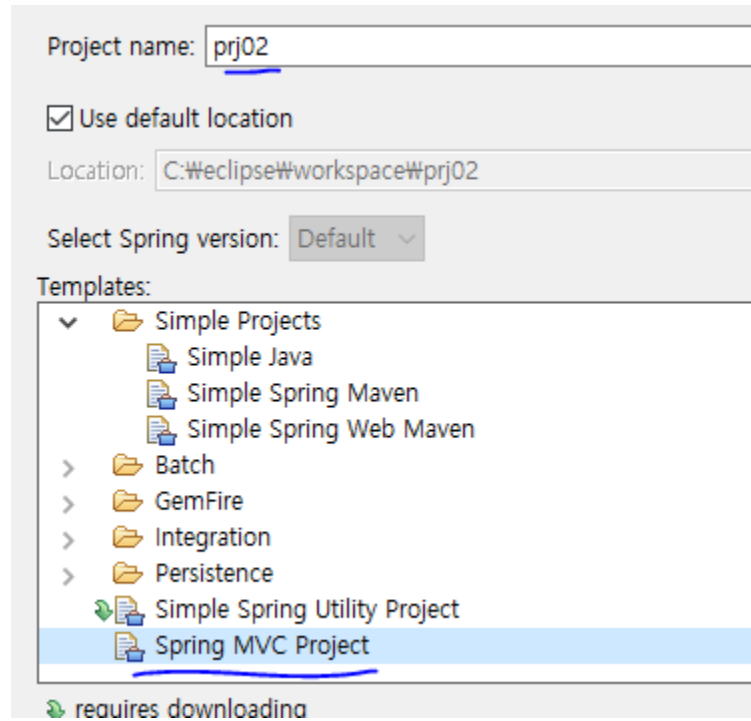 Project name: prj02
Use default location
Location: C:₩eclipse₩workspace₩prj02
Select Spring version: Default
Templates:
Simple Projects
Simple Java
Simple Spring Maven
Simple Spring Web Maven
Batch
GemFire
Integration
Persistence
Simple Spring Utility Project
Spring MVC Project
requires downloading